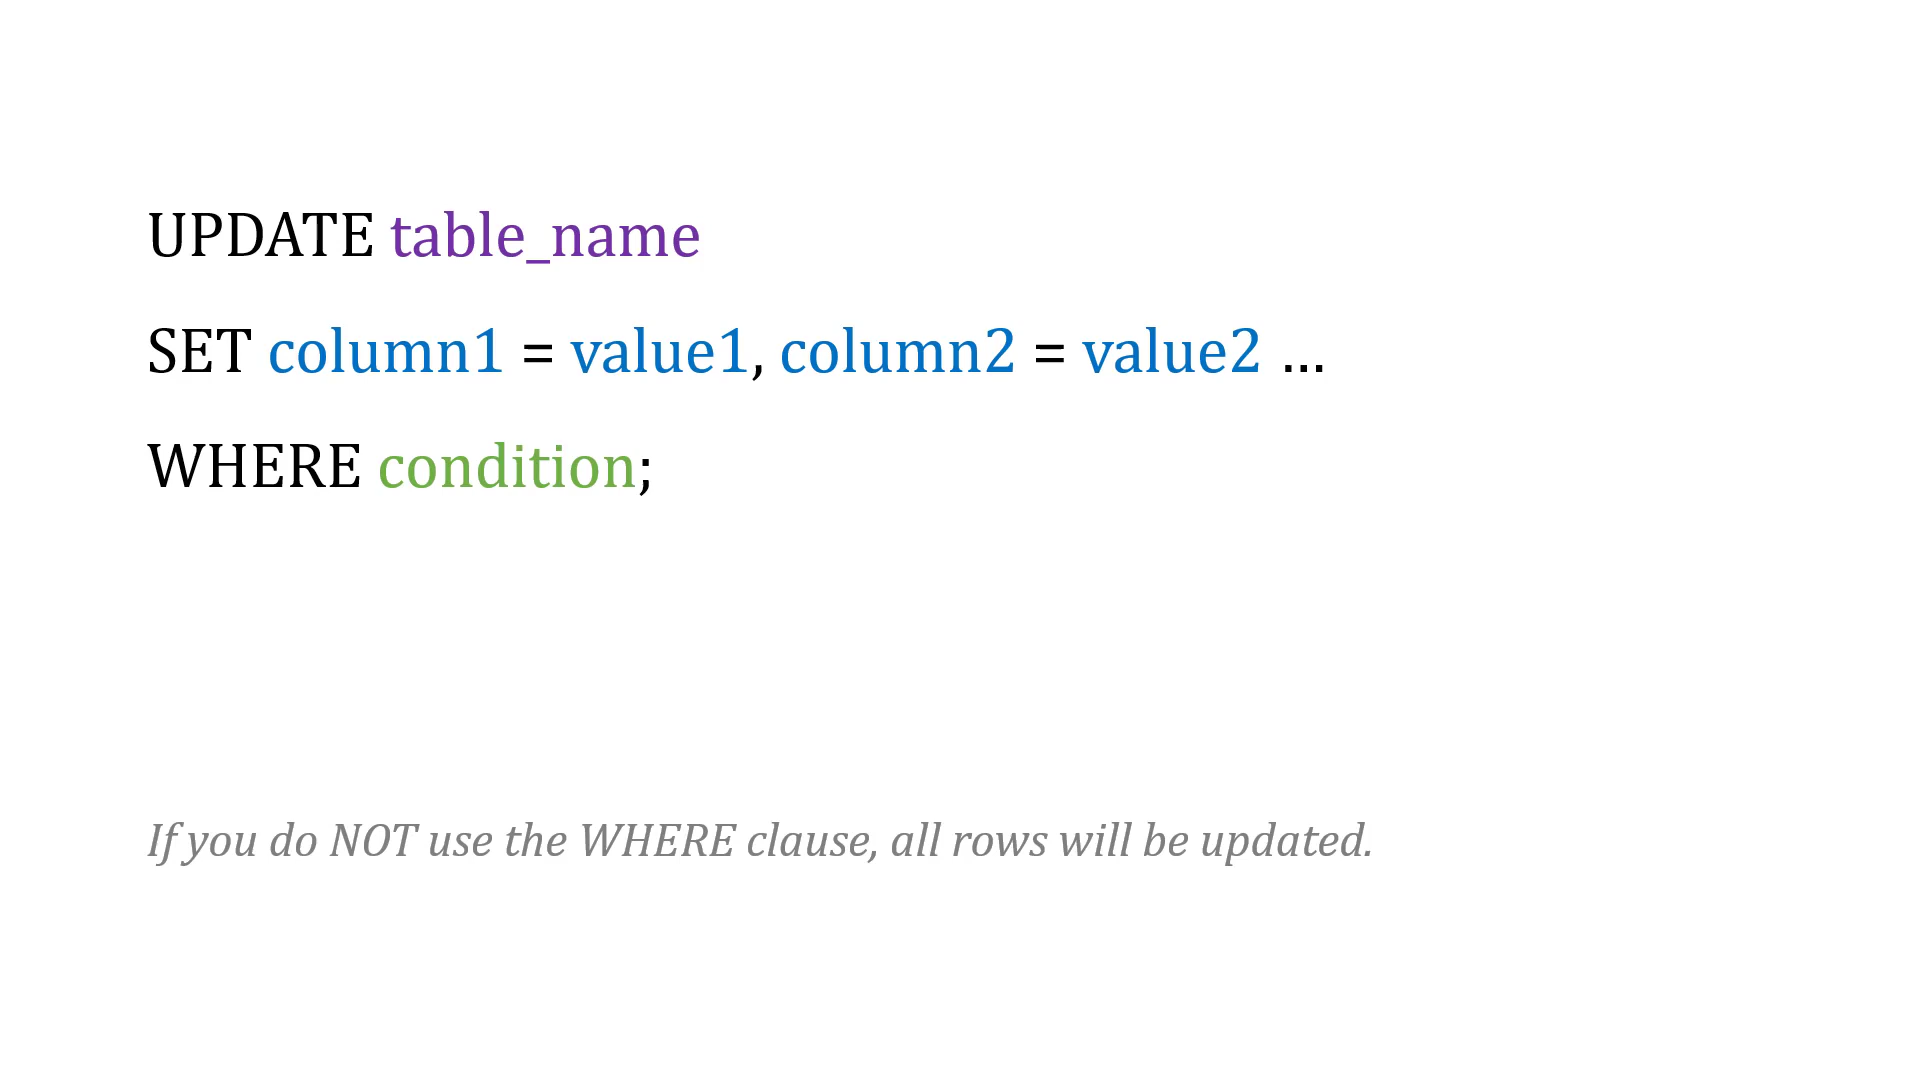 UPDATE table_name
SET column1 = value1, column2 = value2 ...
WHERE condition;
If you do NOT use the WHERE clause, all rows will be updated.